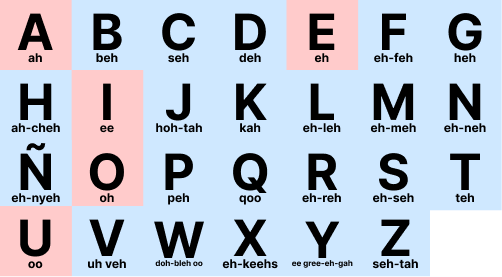 A B C D E F G
ah beh seh deh eh eh-feh heh
H I J K L M N
ah-cheh ee hoh-tah kah eh-leh eh-meh eh-neh
Ñ O P Q R S T
eh-nyeh oh peh qoo eh-reh eh-seh teh
U V W X Y Z
oo uh veh doh-bleh oo eh-keehs ee gree-eh-gah seh-tah